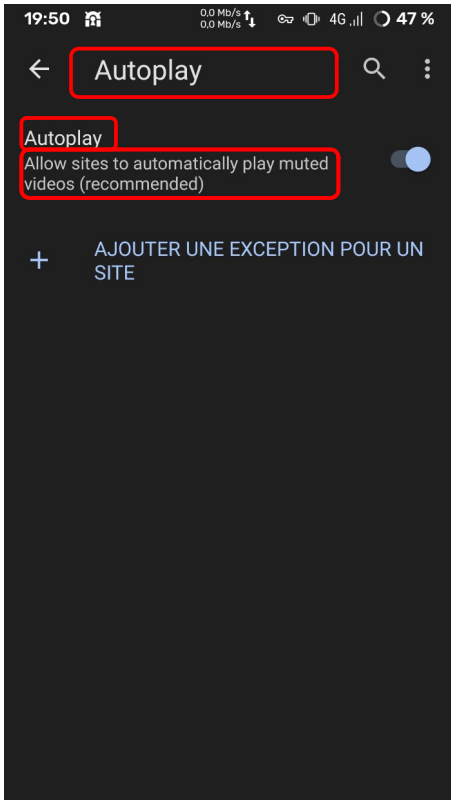 19:50 0,0 Mb/s 4G 47 %
0,0 Mb/s
Autoplay
Autoplay
Allow sites to automatically play muted
videos (recommended)
AJOUTER UNE EXCEPTION POUR UN
SITE